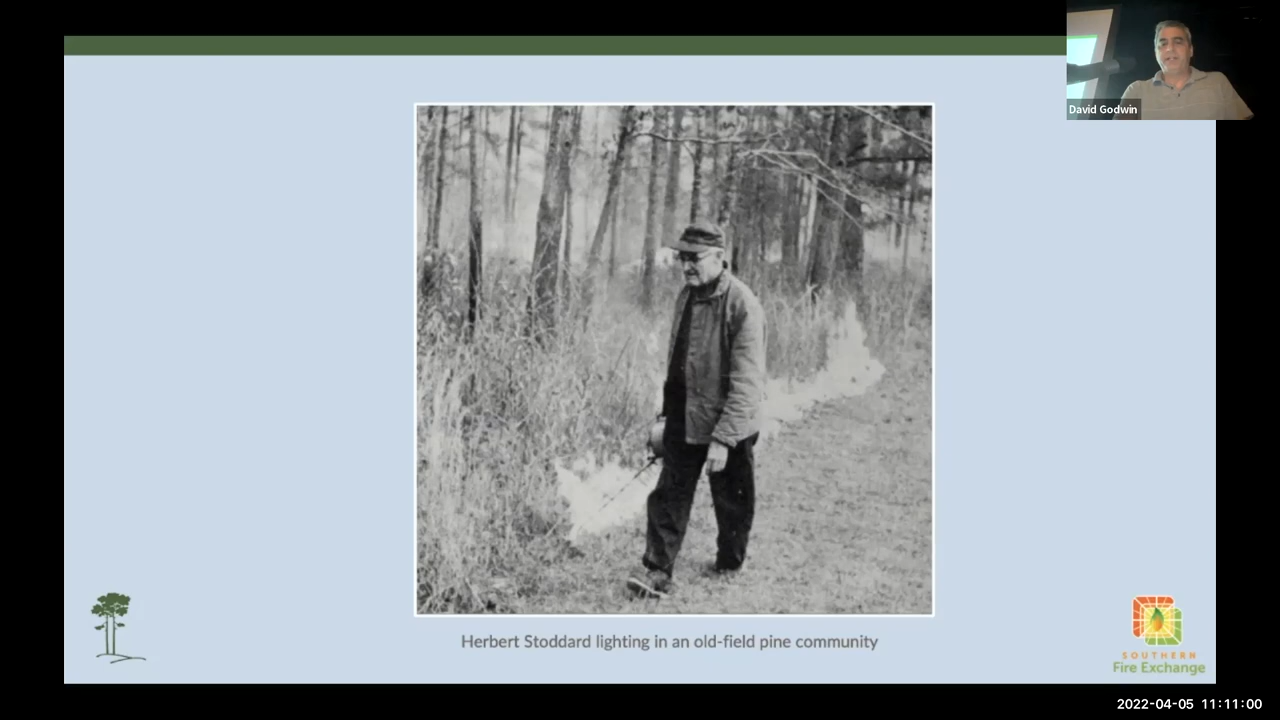 David Godwin
Herbert Stoddard lighting in an old-field pine community
SOUTHERN
Fire Exchange
2022-04-05 11:11:00